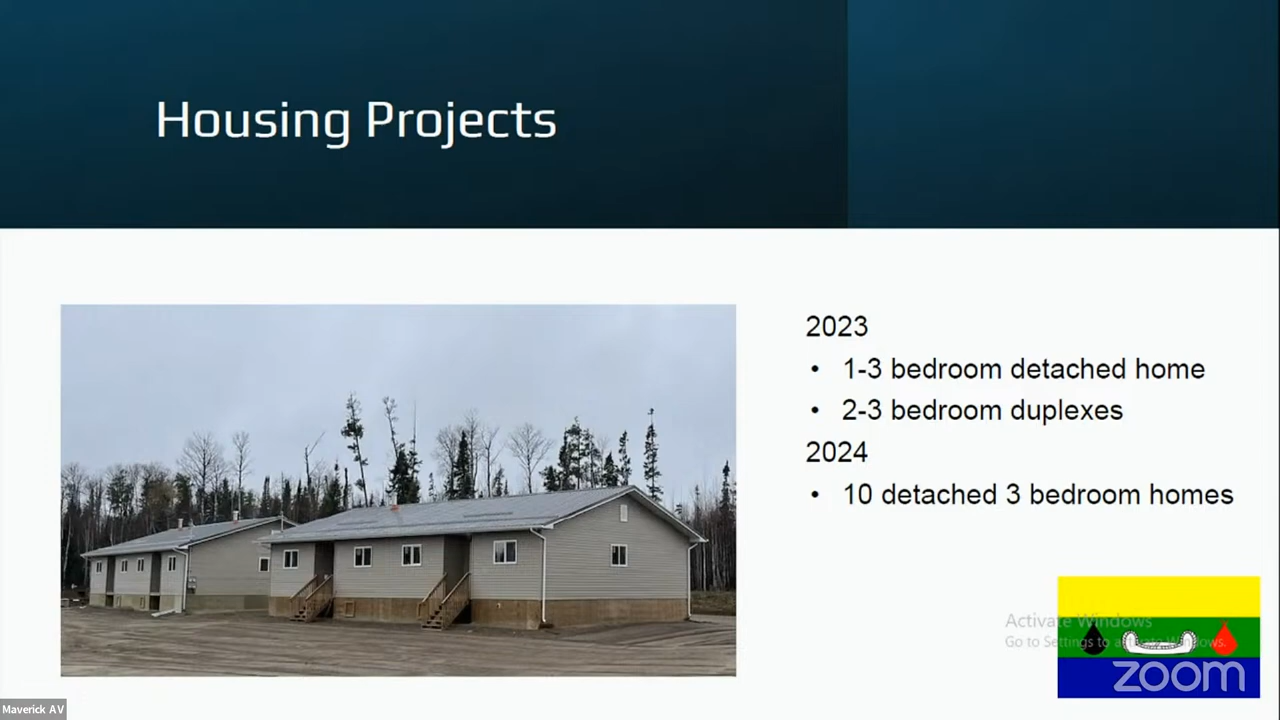 Housing Projects
2023
• 1-3 bedroom detached home
• 2-3 bedroom duplexes
2024
• 10 detached 3 bedroom homes
Activate Windows
Go to Settings to activate Windows.
zoom
Maverick AV